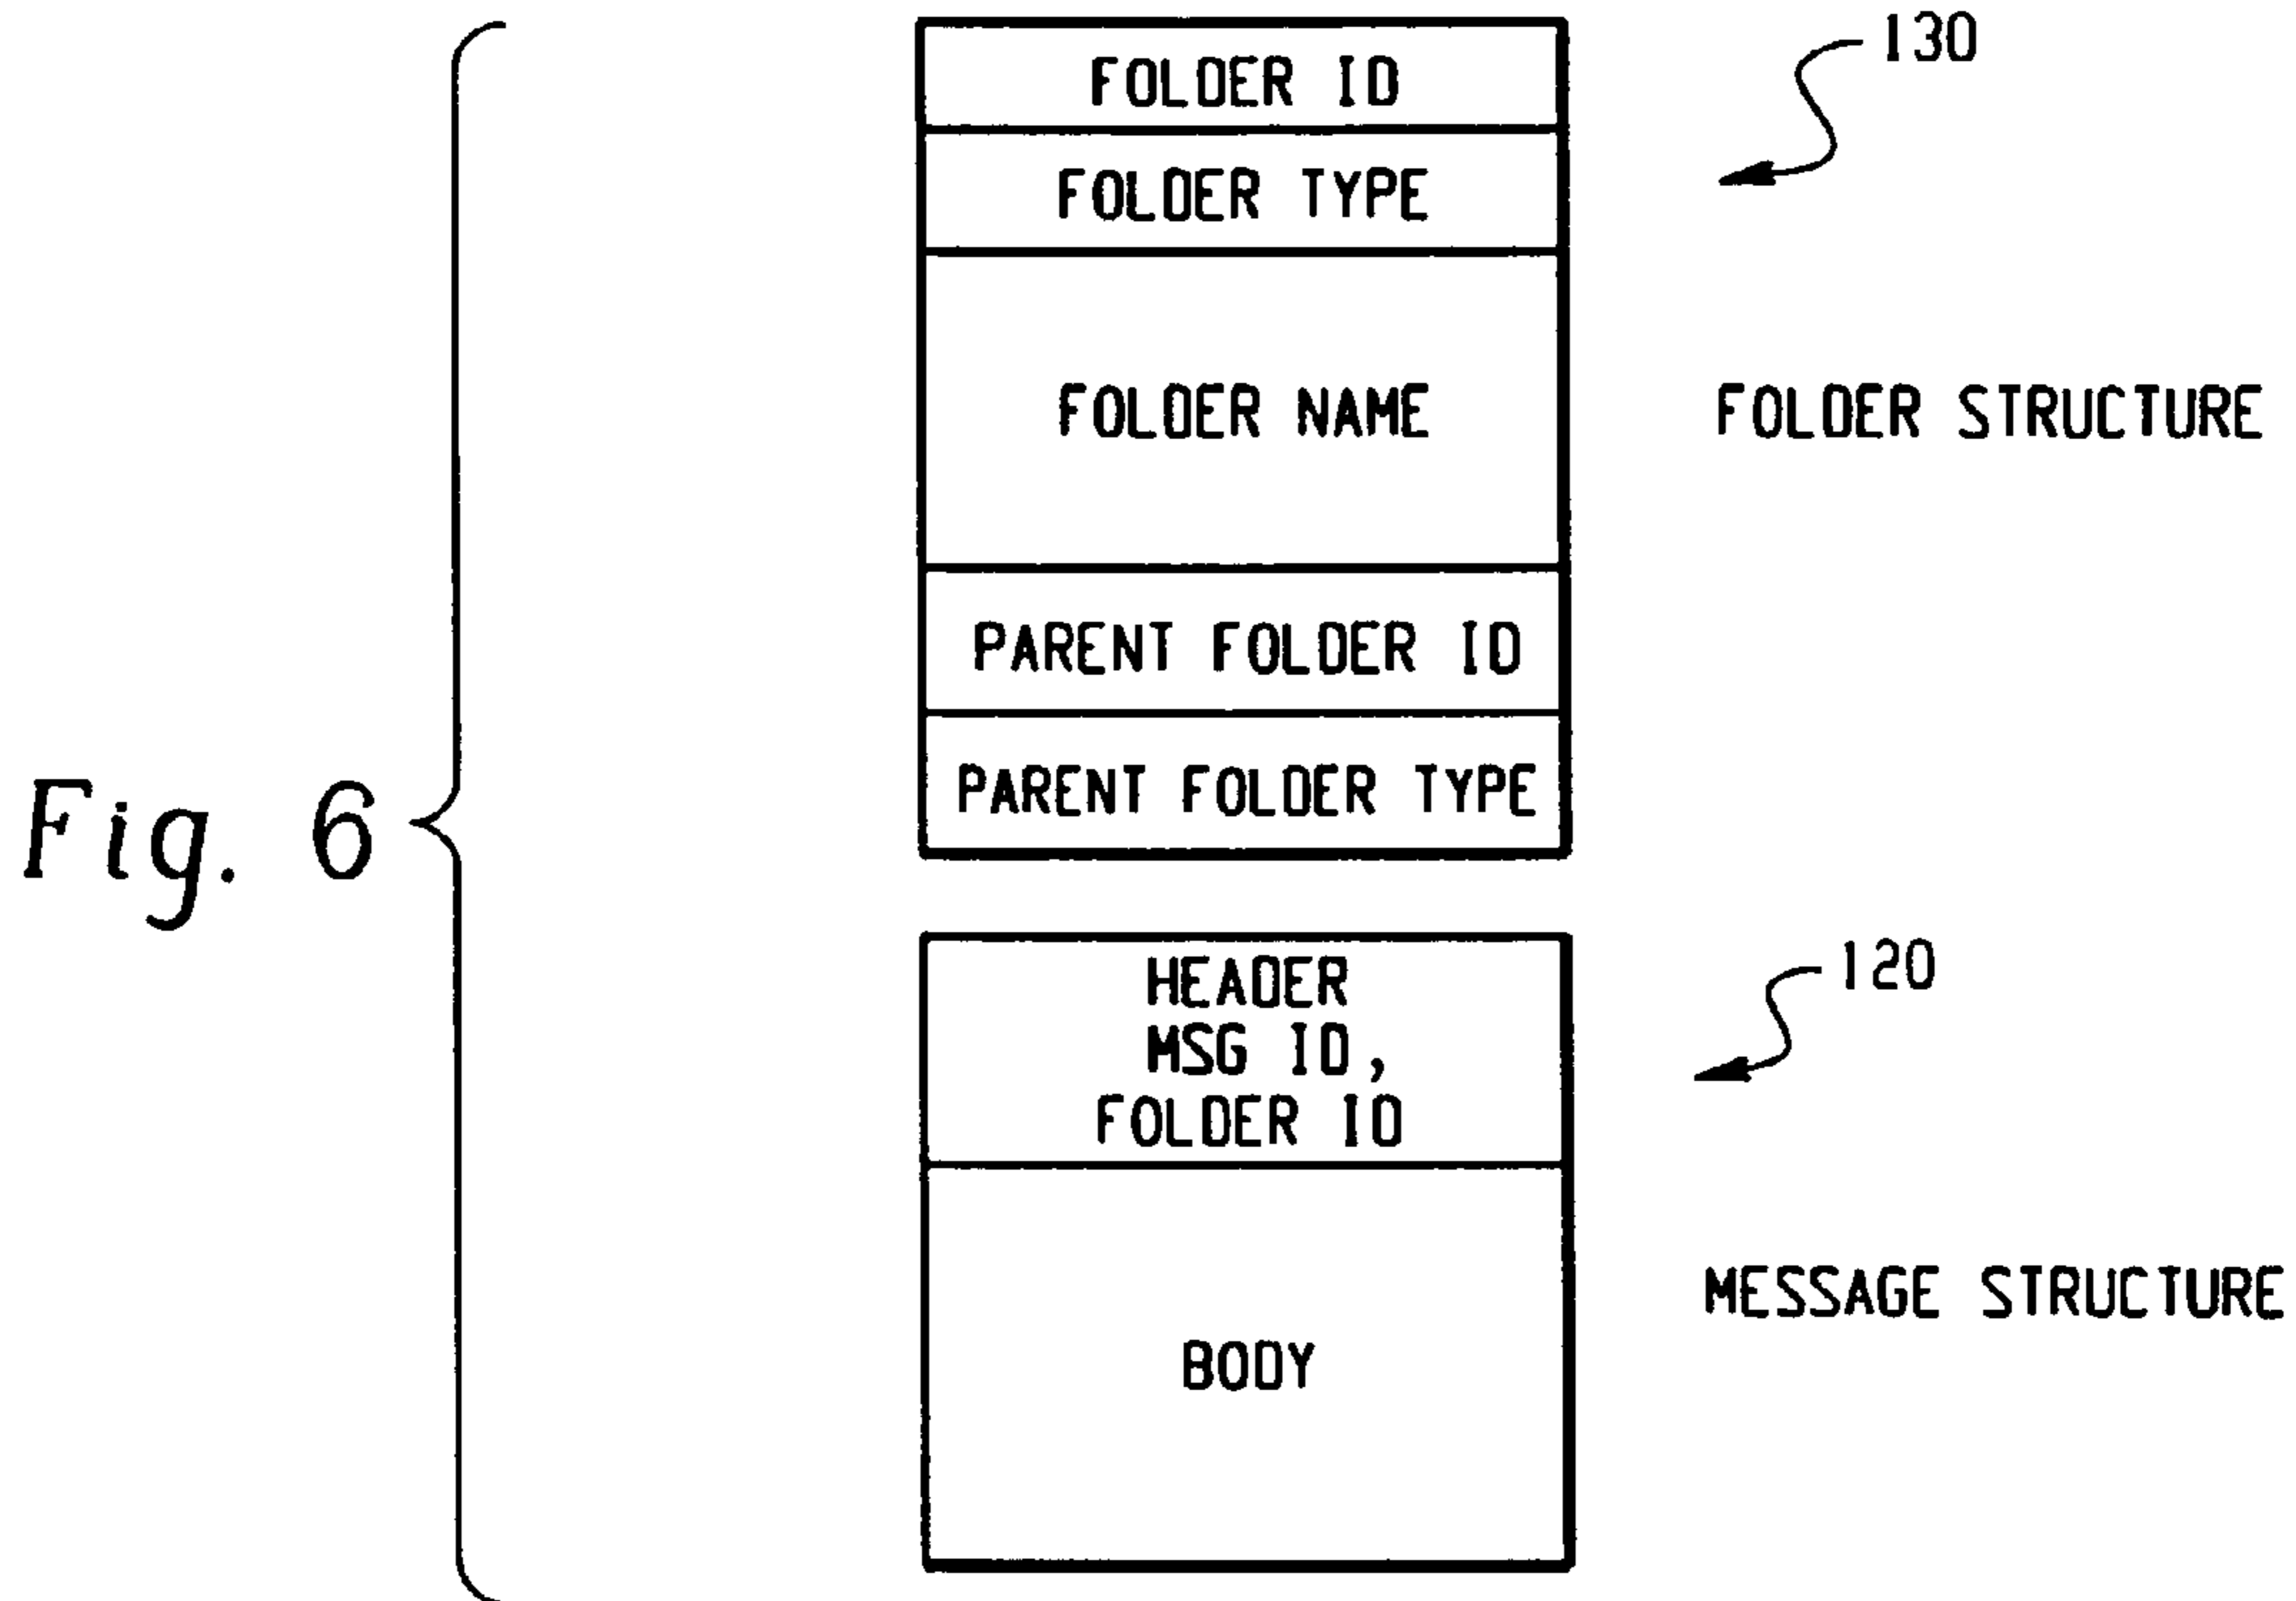 130
FOLDER ID
FOLDER TYPE
FOLDER NAME
FOLDER STRUCTURE
PARENT FOLDER ID
PARENT FOLDER TYPE
Fig. 6
120
HEADER
MSG ID,
FOLDER ID
MESSAGE STRUCTURE
BODY